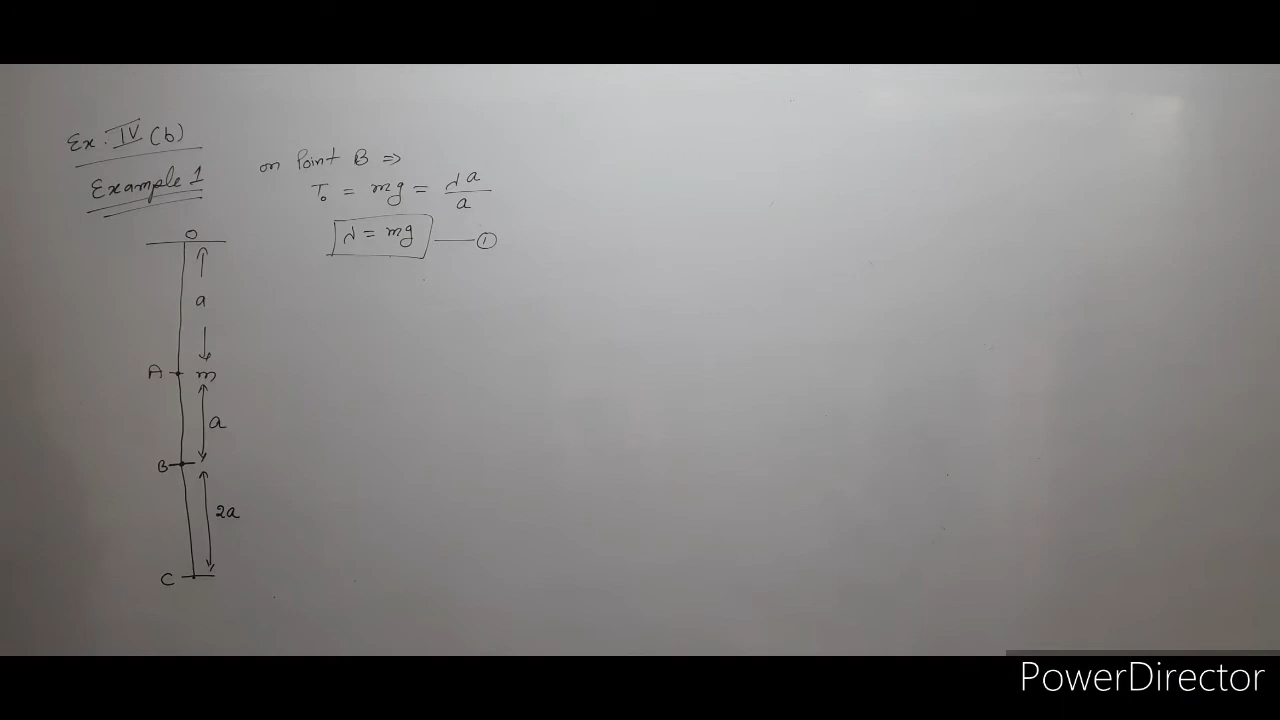 Ex. IV (b)
Example 1
on Point B ⇒
T₀ = mg = λa/a
λ = mg —— ①
O
a
A m
a
B
2a
C
PowerDirector